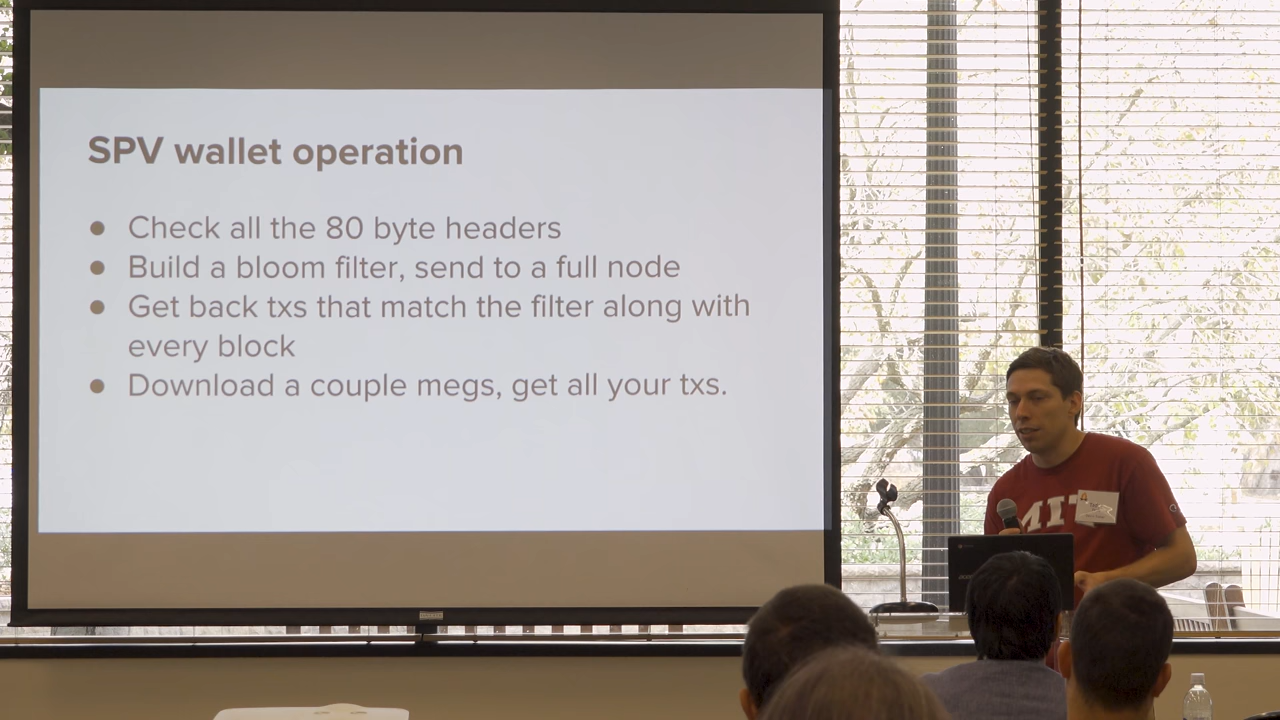 SPV wallet operation
● Check all the 80 byte headers
● Build a bloom filter, send to a full node
● Get back txs that match the filter along with
every block
● Download a couple megs, get all your txs.
MIT